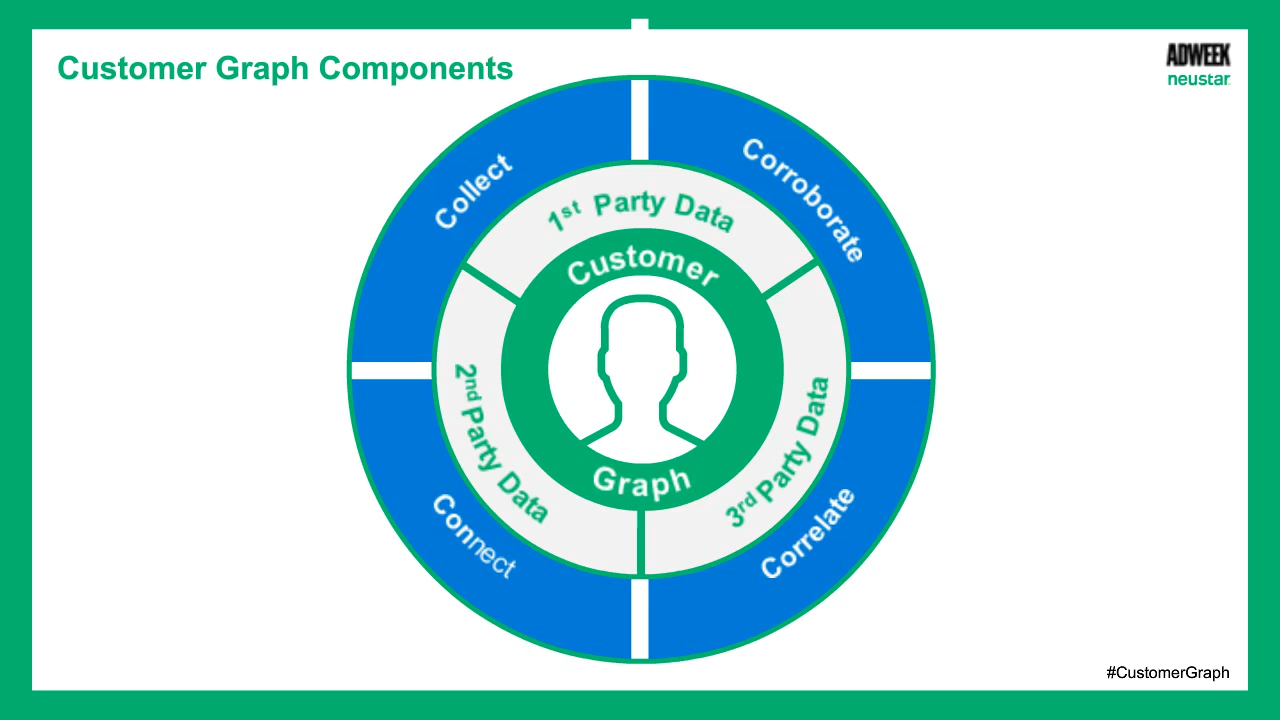 Customer Graph Components
ADWEEK
neustar
Collect
Corroborate
1st Party Data
Customer
2nd Party Data
3rd Party Data
Graph
Connect
Correlate
#CustomerGraph